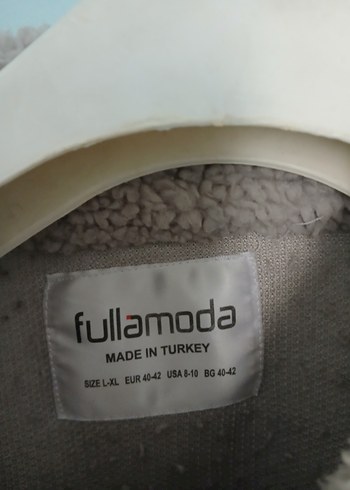 fullamoda
MADE IN TURKEY
SIZE L-XL EUR 40-42 USA 8-10 BG 40-42